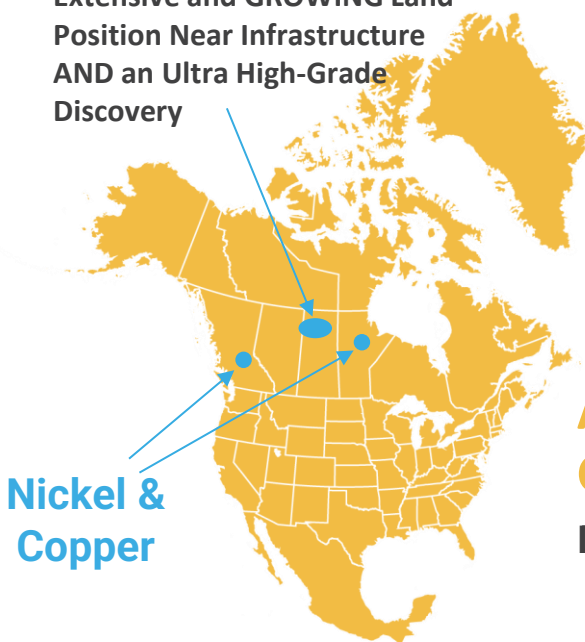 Extensive and GROWING Land
Position Near Infrastructure
AND an Ultra High-Grade
Discovery
Nickel &
Copper